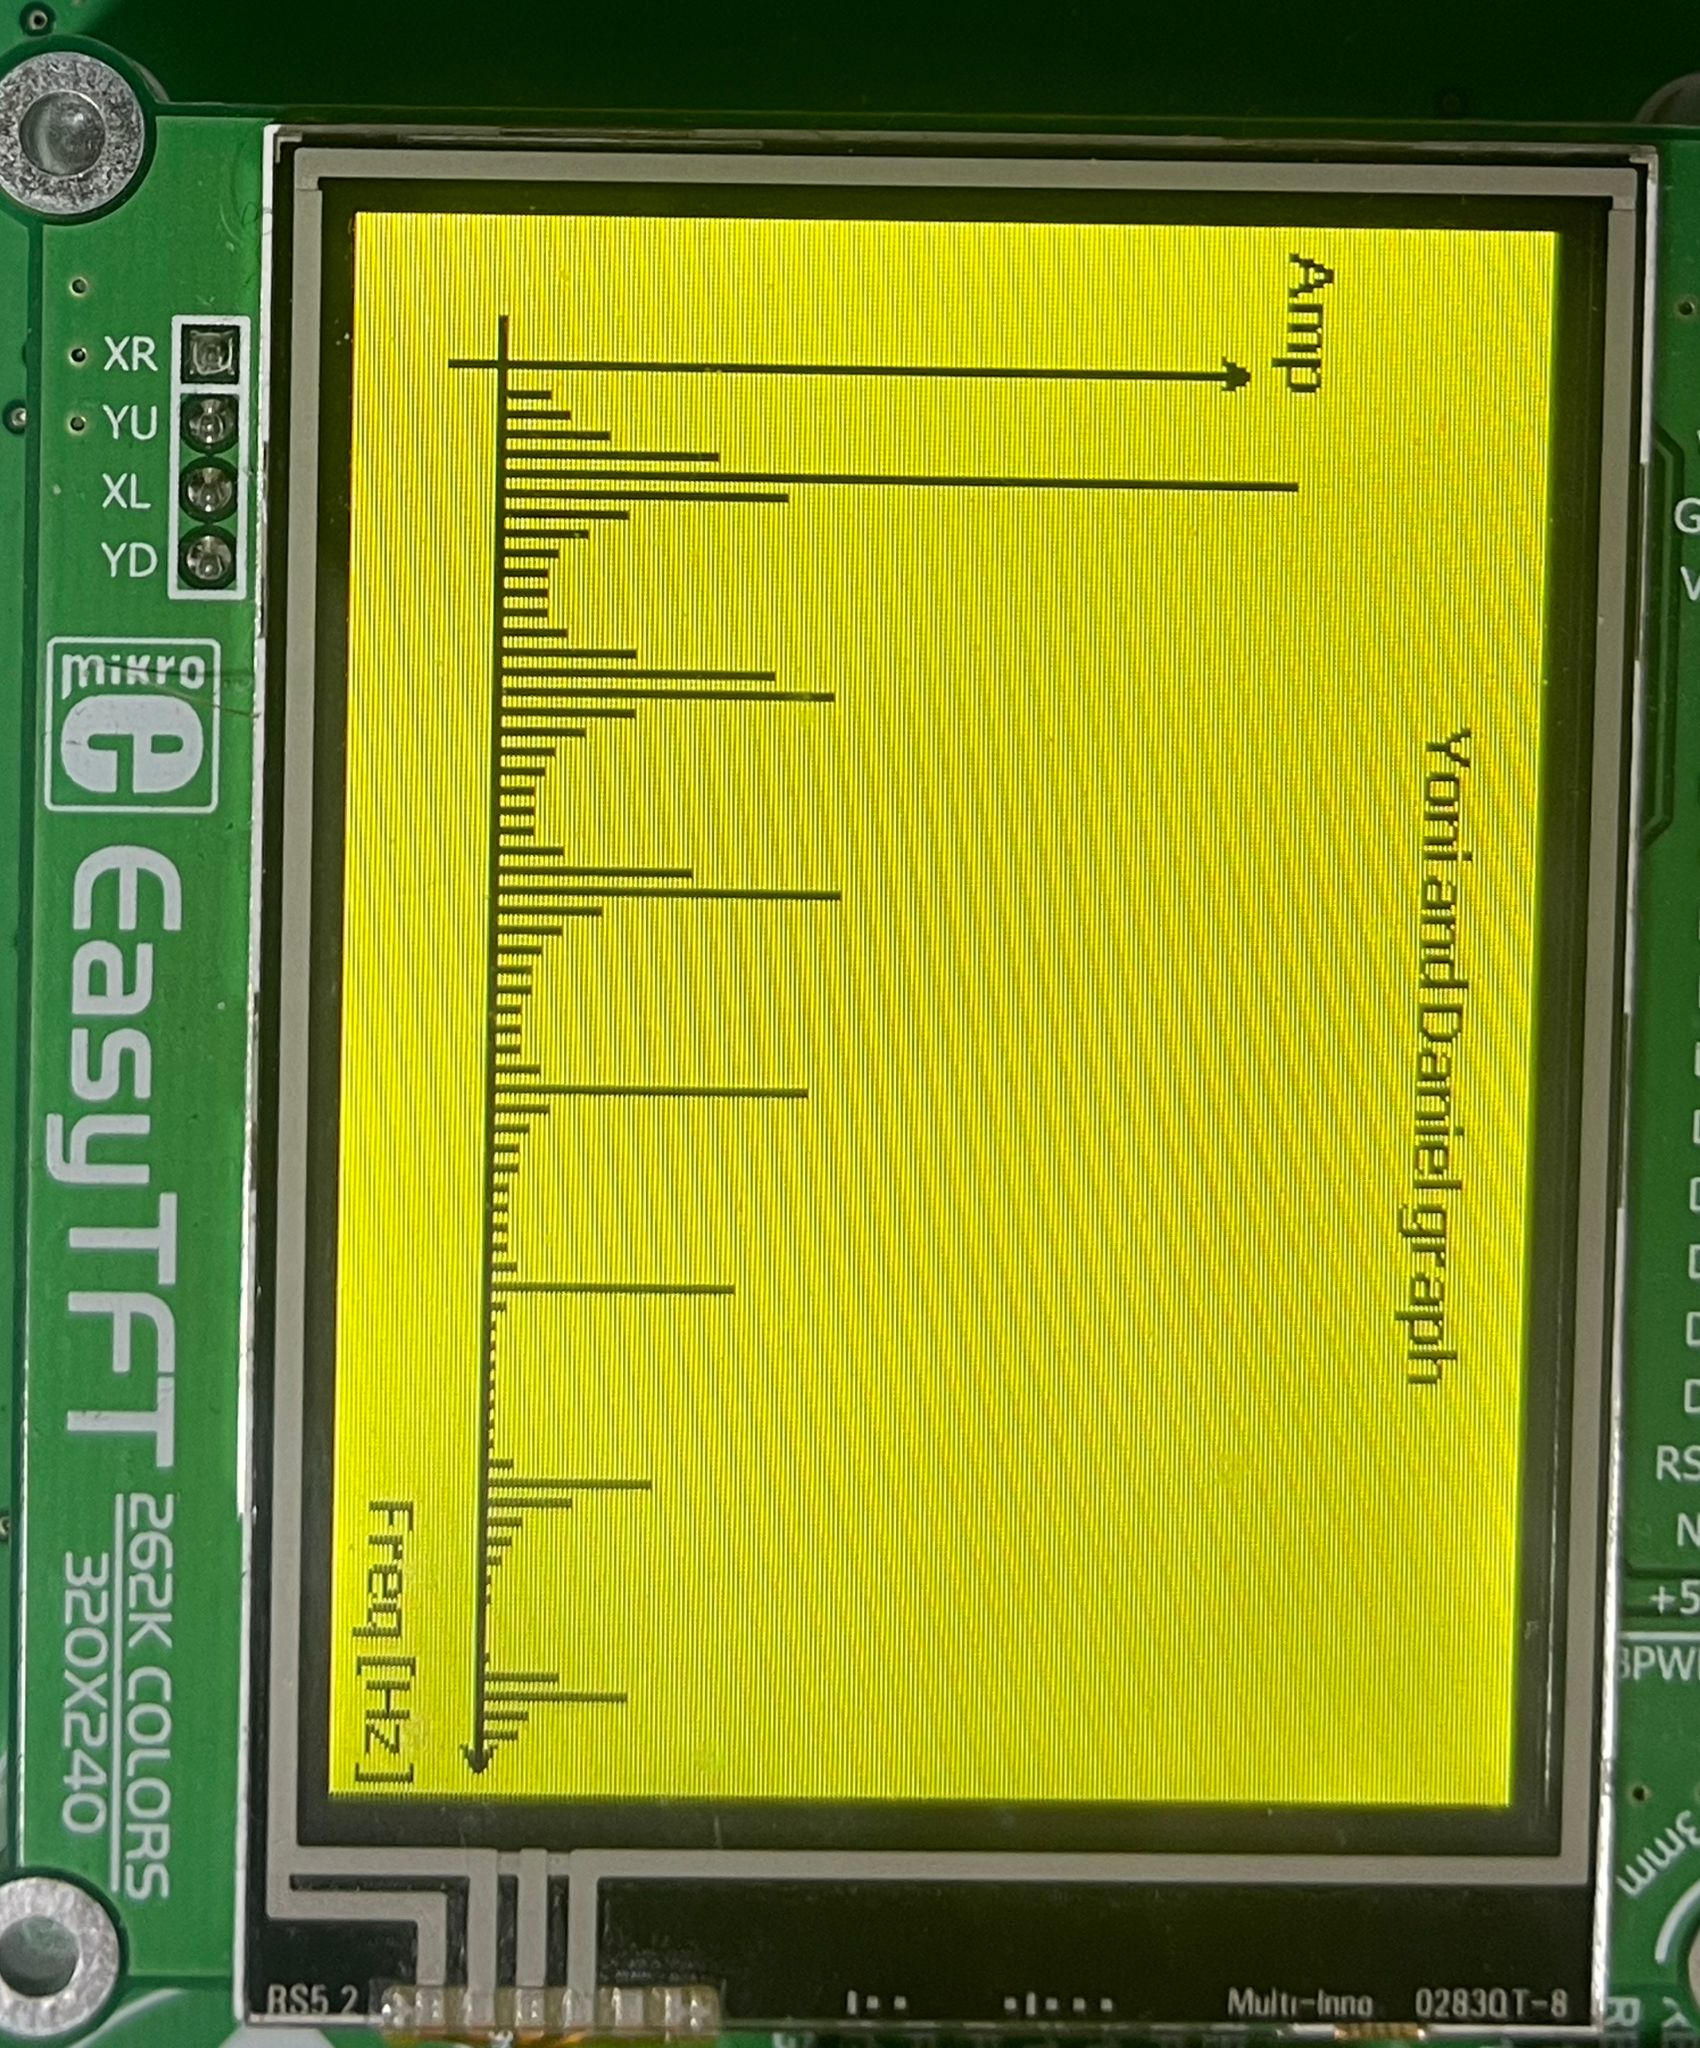 RS
+5
3mm
Yoni and Daniel graph
Amp
Freq [Hz]
Multi-Inno 0283QT-8
RS5.2
XR
YU
XL
YD
mikro
e
EasyTFT
262K COLORS
320X240